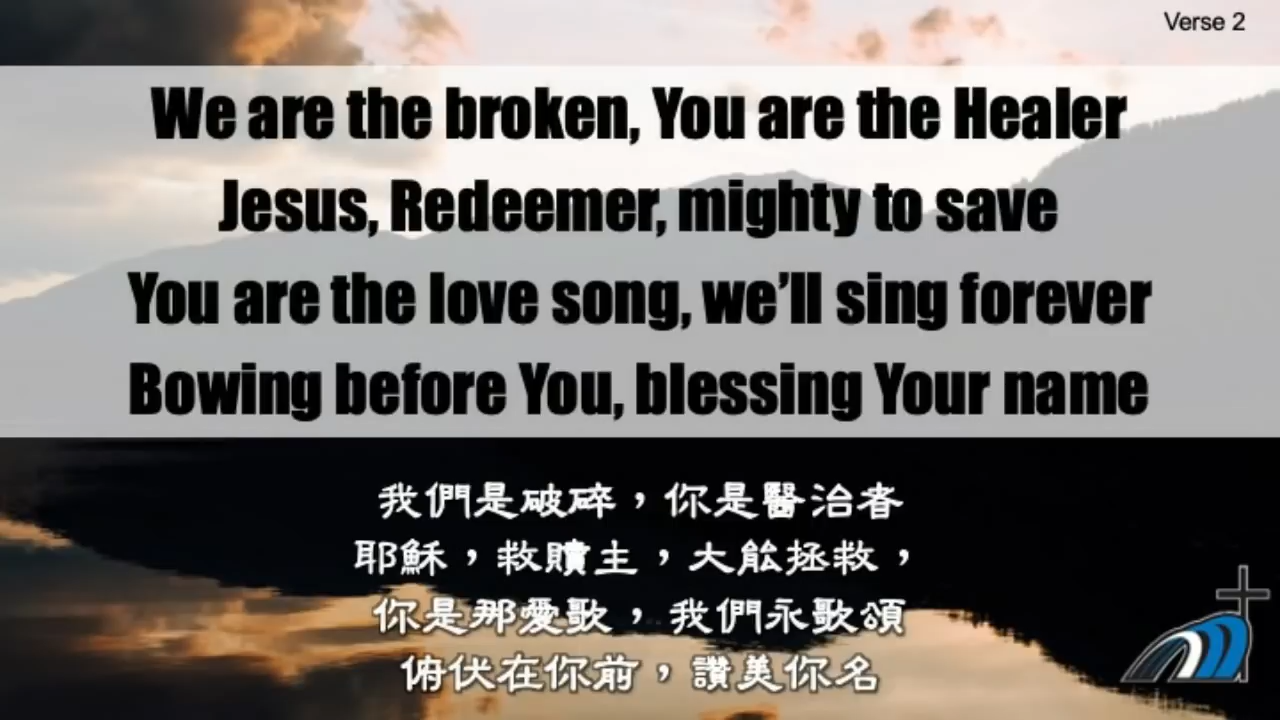 Verse 2
We are the broken, You are the Healer
Jesus, Redeemer, mighty to save
You are the love song, we’ll sing forever
Bowing before You, blessing Your name
我們是破碎，你是醫治者
耶穌，救贖主，大能拯救，
你是那愛歌，我們永歌頌
俯伏在你前，讚美你名